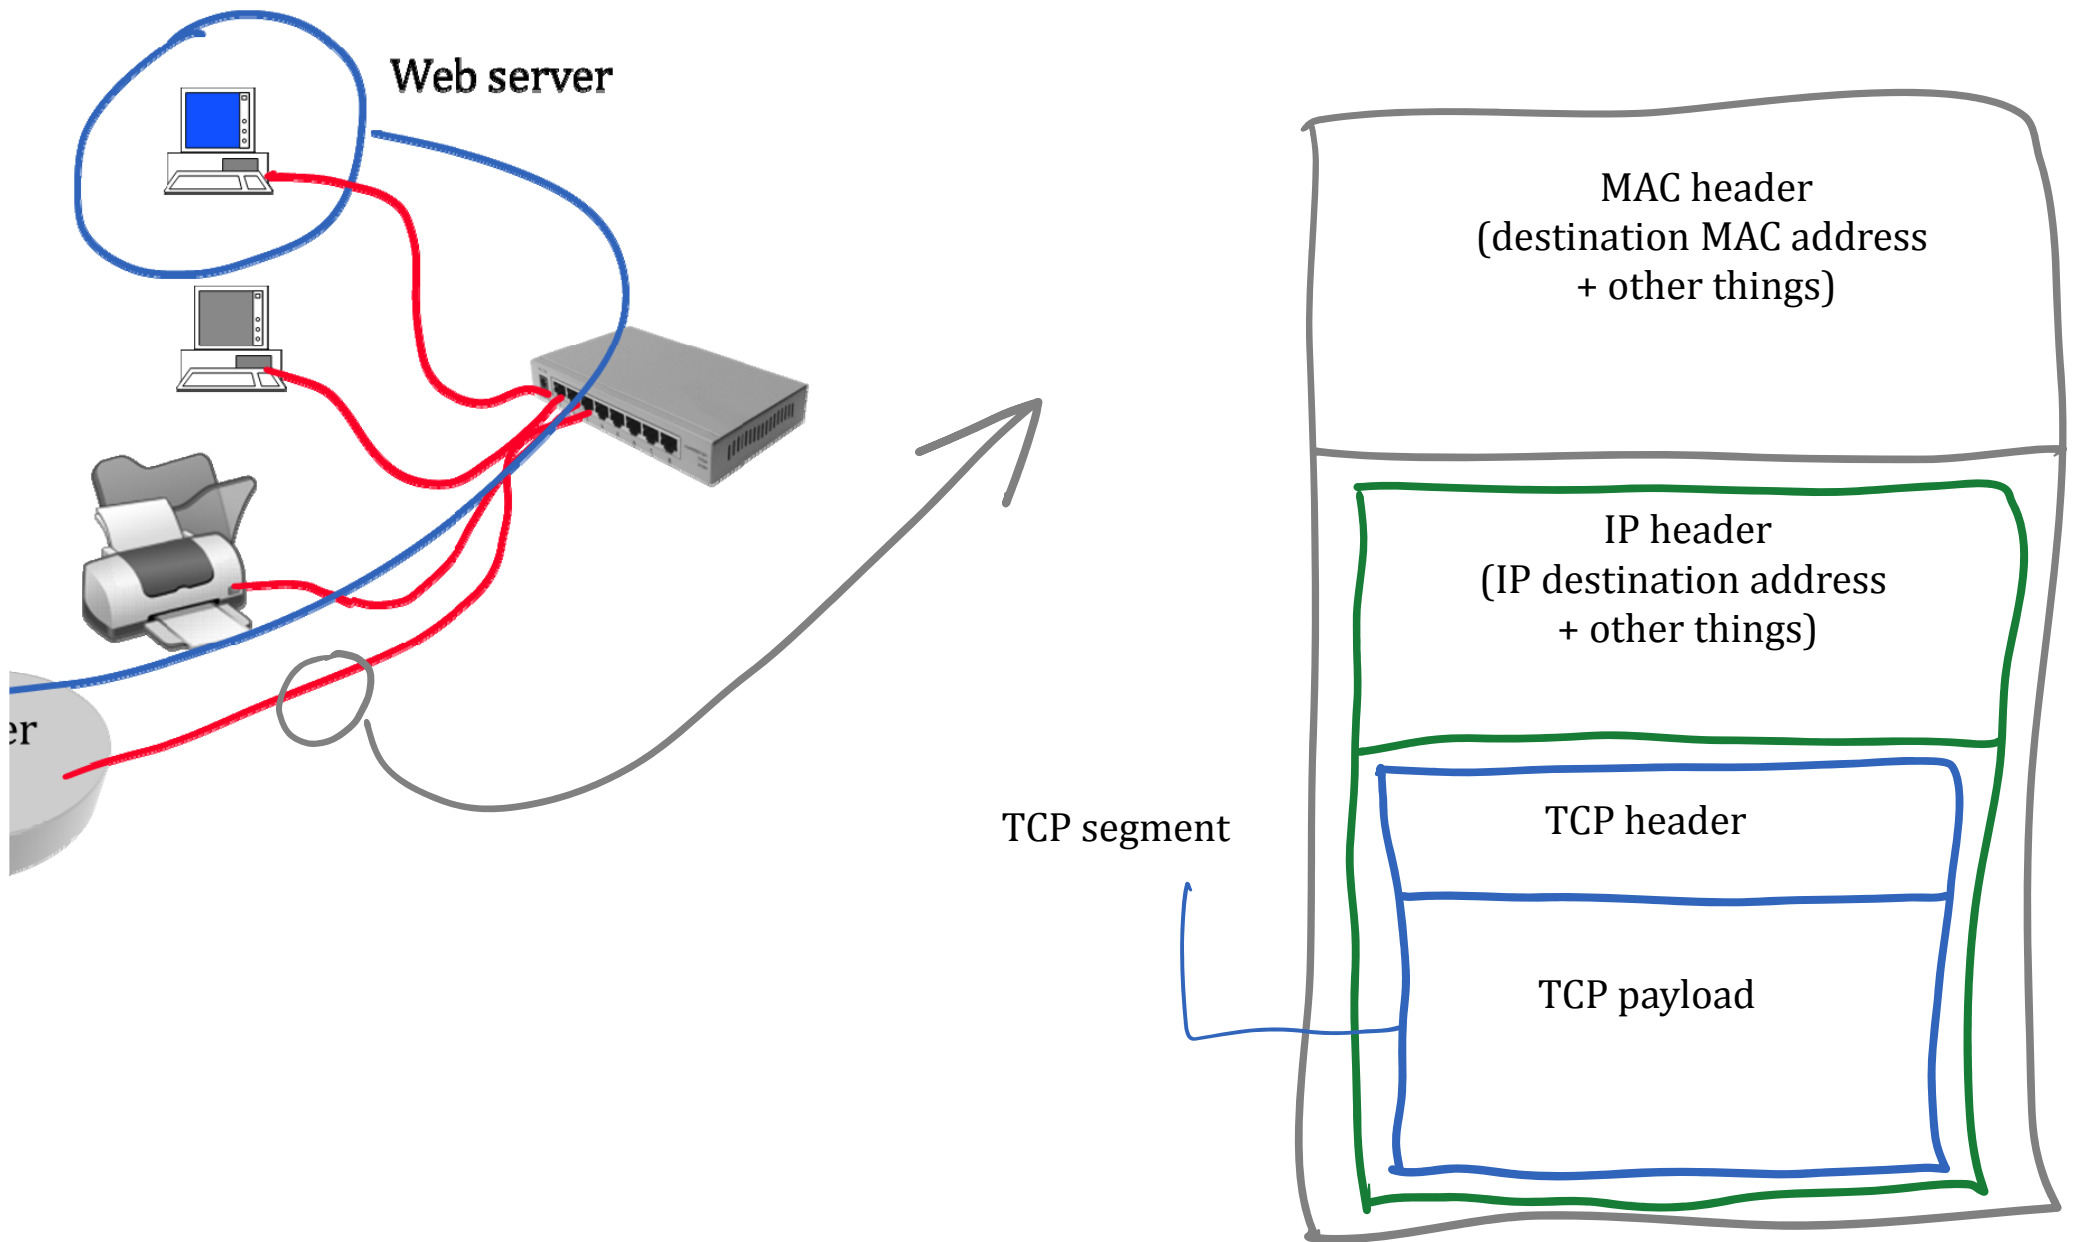 Web server
er
TCP segment
MAC header
(destination MAC address
+ other things)
IP header
(IP destination address
+ other things)
TCP header
TCP payload